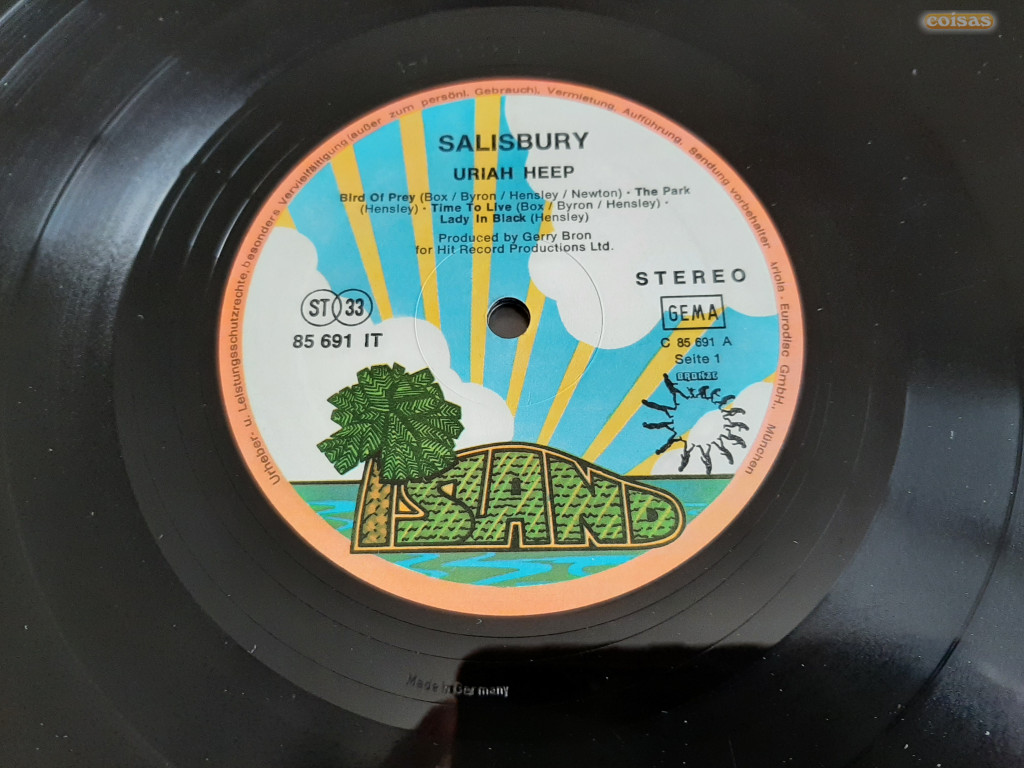 coisas
Urheber- u. Leistungsschutzrechte, besonders Vervielfältigung (außer zum persönl. Gebrauch), Vermietung, Aufführung, Sendung vorbehalten
Ariola - Eurodisc GmbH., München
SALISBURY
URIAH HEEP
Bird Of Prey (Box / Byron / Hensley / Newton) · The Park
(Hensley) · Time To Live (Box / Byron / Hensley) ·
Lady In Black (Hensley)
Produced by Gerry Bron
for Hit Record Productions Ltd.
STEREO
ST 33
GEMA
85 691 IT
C 85 691 A
Seite 1
BRONZE
ISLAND
Made in Germany